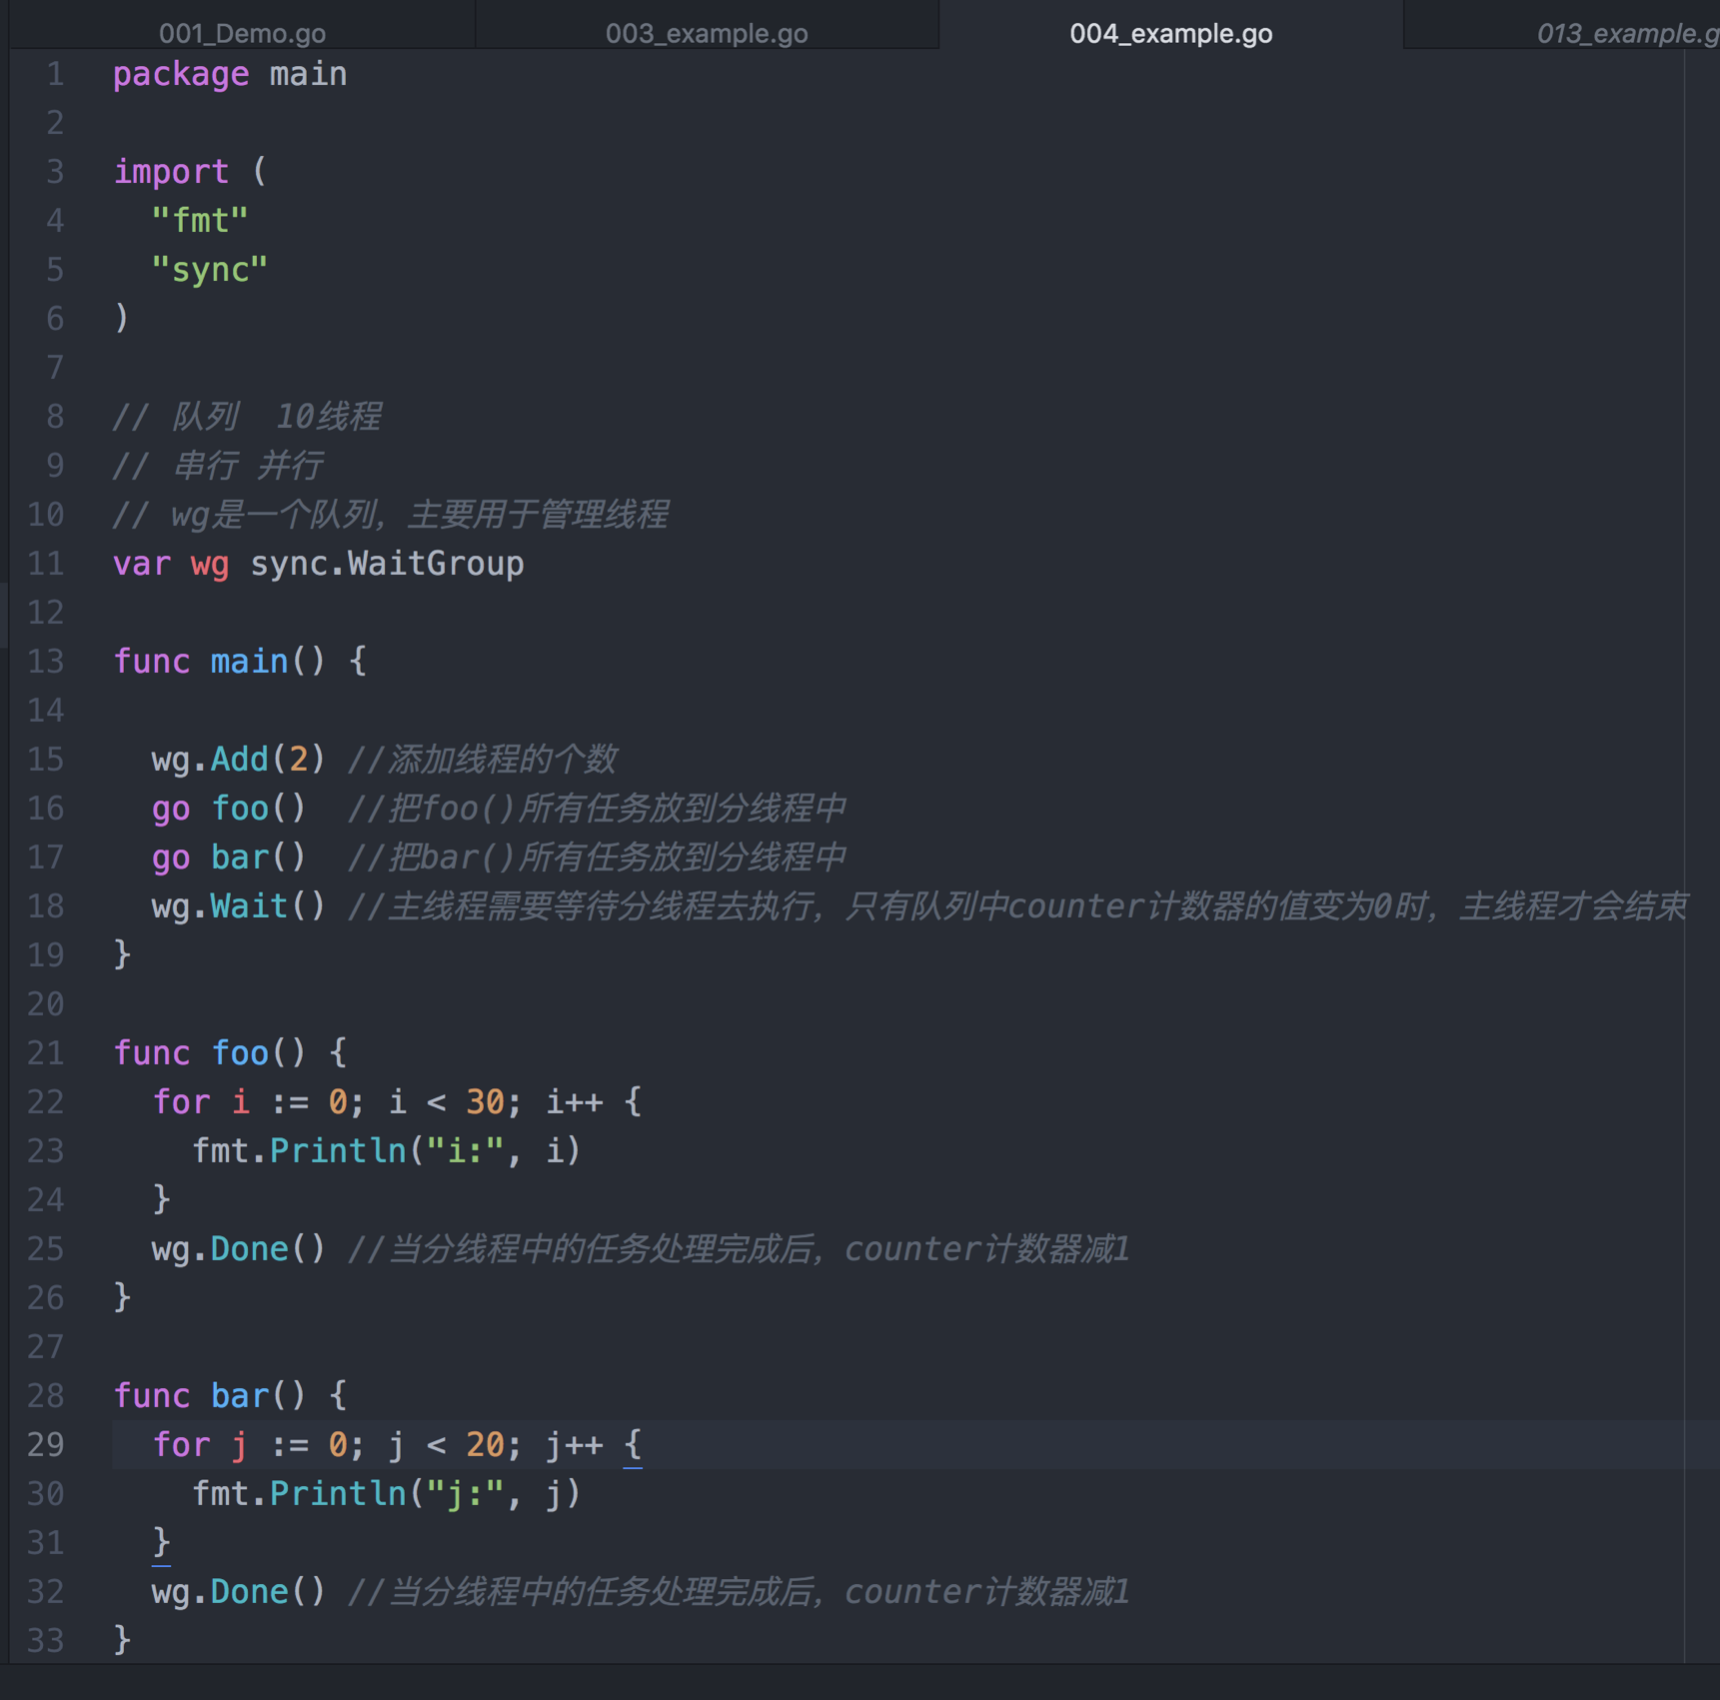 001_Demo.go 003_example.go 004_example.go 013_example.g
1 package main
2
3 import (
4   "fmt"
5   "sync"
6 )
7
8 // 队列  10线程
9 // 串行 并行
10 // wg是一个队列，主要用于管理线程
11 var wg sync.WaitGroup
12
13 func main() {
14
15   wg.Add(2) //添加线程的个数
16   go foo()  //把foo()所有任务放到分线程中
17   go bar()  //把bar()所有任务放到分线程中
18   wg.Wait() //主线程需要等待分线程去执行，只有队列中counter计数器的值变为0时，主线程才会结束
19 }
20
21 func foo() {
22   for i := 0; i < 30; i++ {
23     fmt.Println("i:", i)
24   }
25   wg.Done() //当分线程中的任务处理完成后，counter计数器减1
26 }
27
28 func bar() {
29   for j := 0; j < 20; j++ {
30     fmt.Println("j:", j)
31   }
32   wg.Done() //当分线程中的任务处理完成后，counter计数器减1
33 }